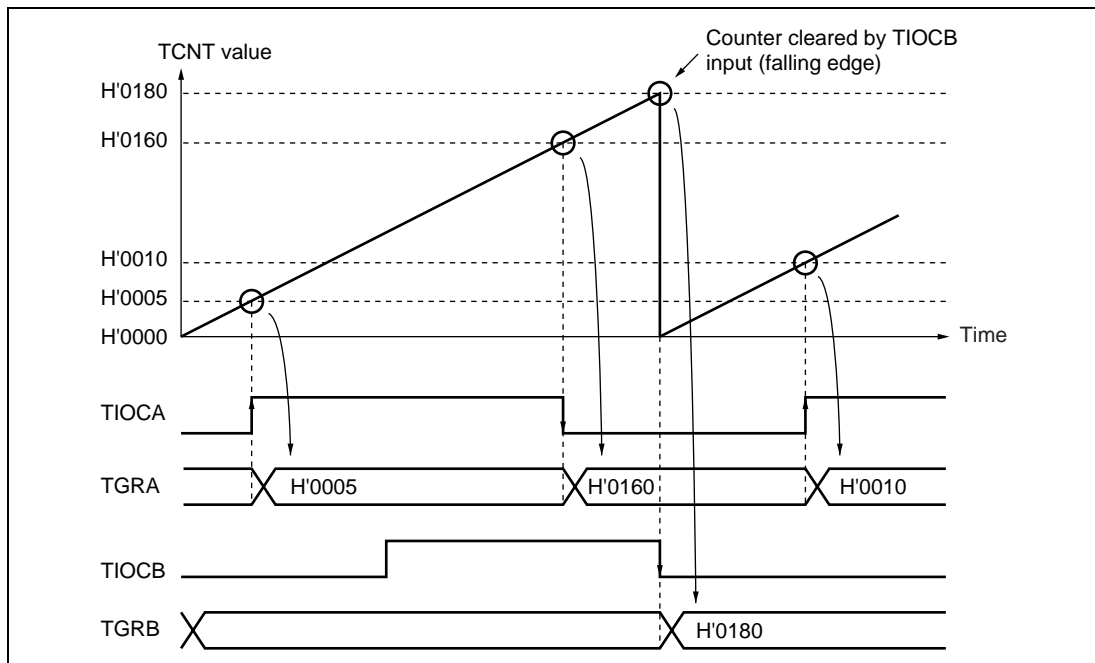 TCNT value
Counter cleared by TIOCB
input (falling edge)
H'0180
H'0160
H'0010
H'0005
H'0000
Time
TIOCA
TGRA
H'0005
H'0160
H'0010
TIOCB
TGRB
H'0180